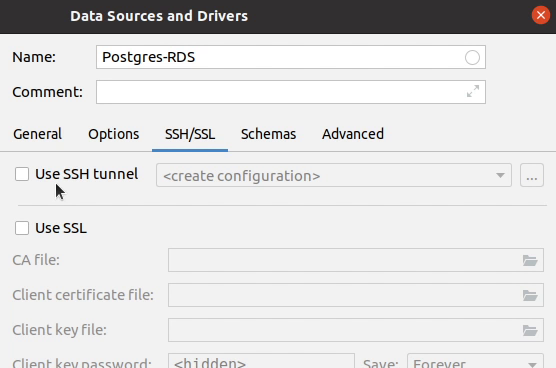 Data Sources and Drivers
Name: Postgres-RDS
Comment:
General Options SSH/SSL Schemas Advanced
Use SSH tunnel <create configuration> ...
Use SSL
CA file:
Client certificate file:
Client key file:
Client key password: <hidden> Save: Forever